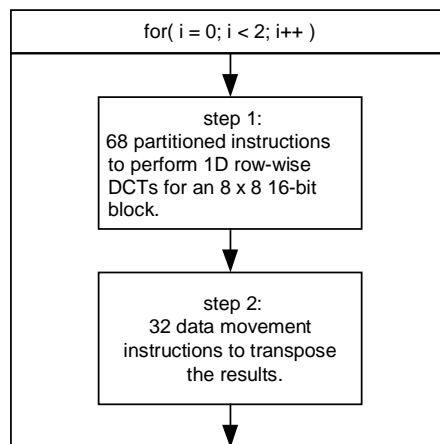 for( i = 0; i < 2; i++ )
step 1:
68 partitioned instructions
to perform 1D row-wise
DCTs for an 8 x 8 16-bit
block.
step 2:
32 data movement
instructions to transpose
the results.